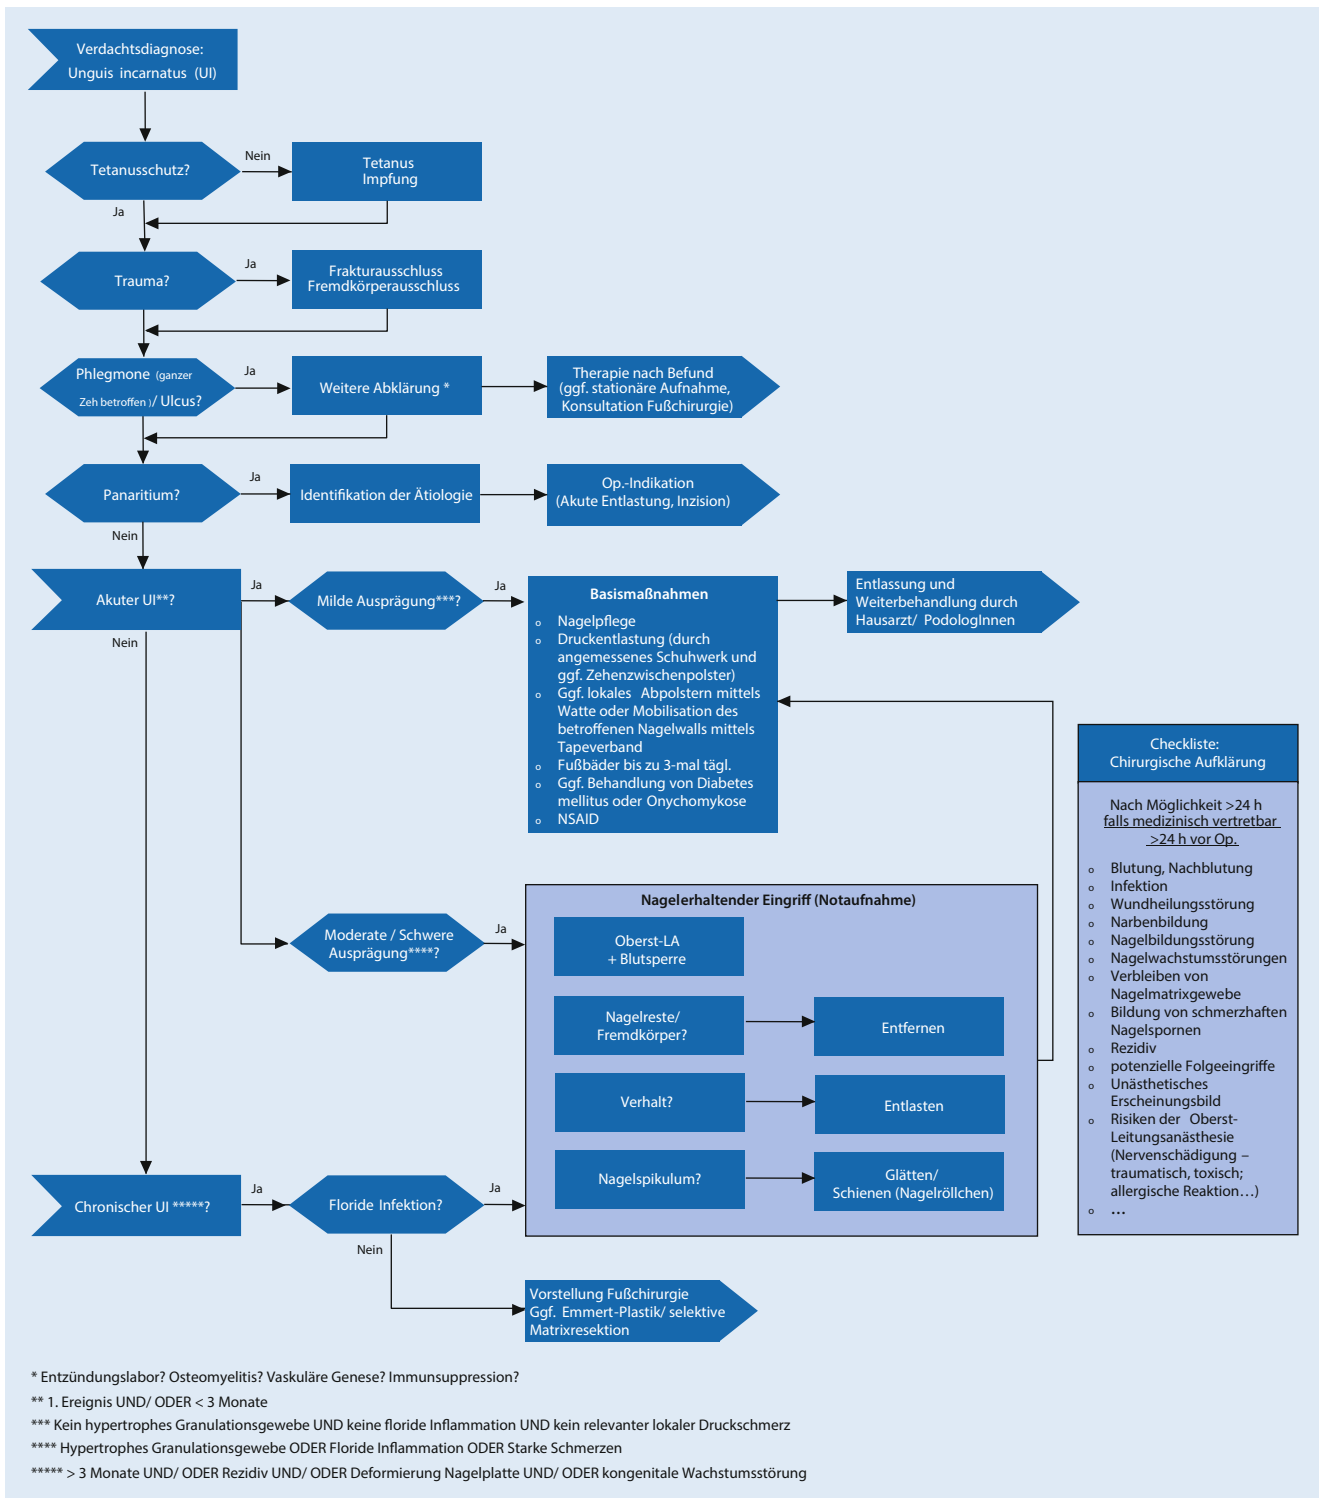 Verdachtsdiagnose:
Unguis incarnatus (UI)
Tetanusschutz?
Nein
Tetanus
Impfung
Ja
Trauma?
Ja
Frakturausschluss
Fremdkörperausschluss
Phlegmone (ganzer
Zeh betroffen )/ Ulcus?
Ja
Weitere Abklärung *
Therapie nach Befund
(ggf. stationäre Aufnahme,
Konsultation Fußchirurgie)
Panaritium?
Ja
Identifikation der Ätiologie
Op.-Indikation
(Akute Entlastung, Inzision)
Nein
Akuter UI**?
Ja
Milde Ausprägung***?
Ja
Basismaßnahmen
o Nagelpflege
o Druckentlastung (durch
angemessenes Schuhwerk und
ggf. Zehenzwischenpolster)
o Ggf. lokales Abpolstern mittels
Watte oder Mobilisation des
betroffenen Nagelwalls mittels
Tapeverband
o Fußbäder bis zu 3-mal tägl.
o Ggf. Behandlung von Diabetes
mellitus oder Onychomykose
o NSAID
Entlassung und
Weiterbehandlung durch
Hausarzt/ PodologInnen
Nein
Moderate / Schwere
Ausprägung****?
Ja
Nagelerhaltender Eingriff (Notaufnahme)
Oberst-LA
+ Blutsperre
Nagelreste/
Fremdkörper?
Entfernen
Verhalt?
Entlasten
Nagelspikulum?
Glätten/
Schienen (Nagelröllchen)
Checkliste:
Chirurgische Aufklärung
Nach Möglichkeit >24 h
falls medizinisch vertretbar
>24 h vor Op.
o Blutung, Nachblutung
o Infektion
o Wundheilungsstörung
o Narbenbildung
o Nagelbildungsstörung
o Nagelwachstumsstörungen
o Verbleiben von
Nagelmatrixgewebe
o Bildung von schmerzhaften
Nagelspornen
o Rezidiv
o potenzielle Folgeeingriffe
o Unästhetisches
Erscheinungsbild
o Risiken der Oberst-
Leitungsanästhesie
(Nervenschädigung –
traumatisch, toxisch;
allergische Reaktion…)
o …
Chronischer UI *****?
Ja
Floride Infektion?
Ja
Nein
Vorstellung Fußchirurgie
Ggf. Emmert-Plastik/ selektive
Matrixresektion
* Entzündungslabor? Osteomyelitis? Vaskuläre Genese? Immunsuppression?
** 1. Ereignis UND/ ODER < 3 Monate
*** Kein hypertrophes Granulationsgewebe UND keine floride Inflammation UND kein relevanter lokaler Druckschmerz
**** Hypertrophes Granulationsgewebe ODER Floride Inflammation ODER Starke Schmerzen
***** > 3 Monate UND/ ODER Rezidiv UND/ ODER Deformierung Nagelplatte UND/ ODER kongenitale Wachstumsstörung